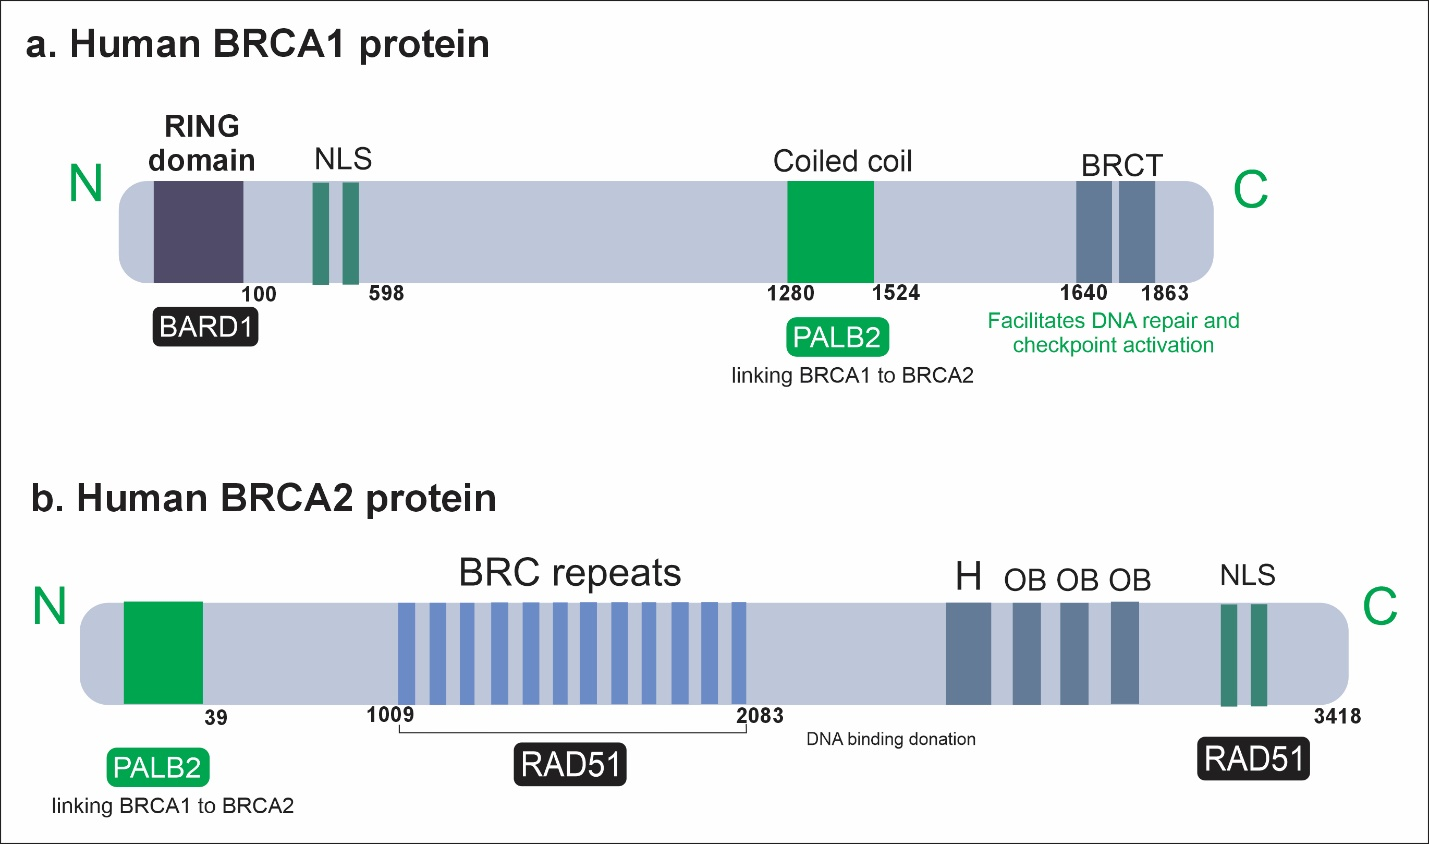 a. Human BRCA1 protein
RING
domain
NLS
Coiled coil
BRCT
N
C
100
598
1280
1524
1640
1863
BARD1
PALB2
linking BRCA1 to BRCA2
Facilitates DNA repair and
checkpoint activation
b. Human BRCA2 protein
BRC repeats
H
OB OB OB
NLS
N
C
39
1009
2083
3418
PALB2
linking BRCA1 to BRCA2
RAD51
DNA binding donation
RAD51